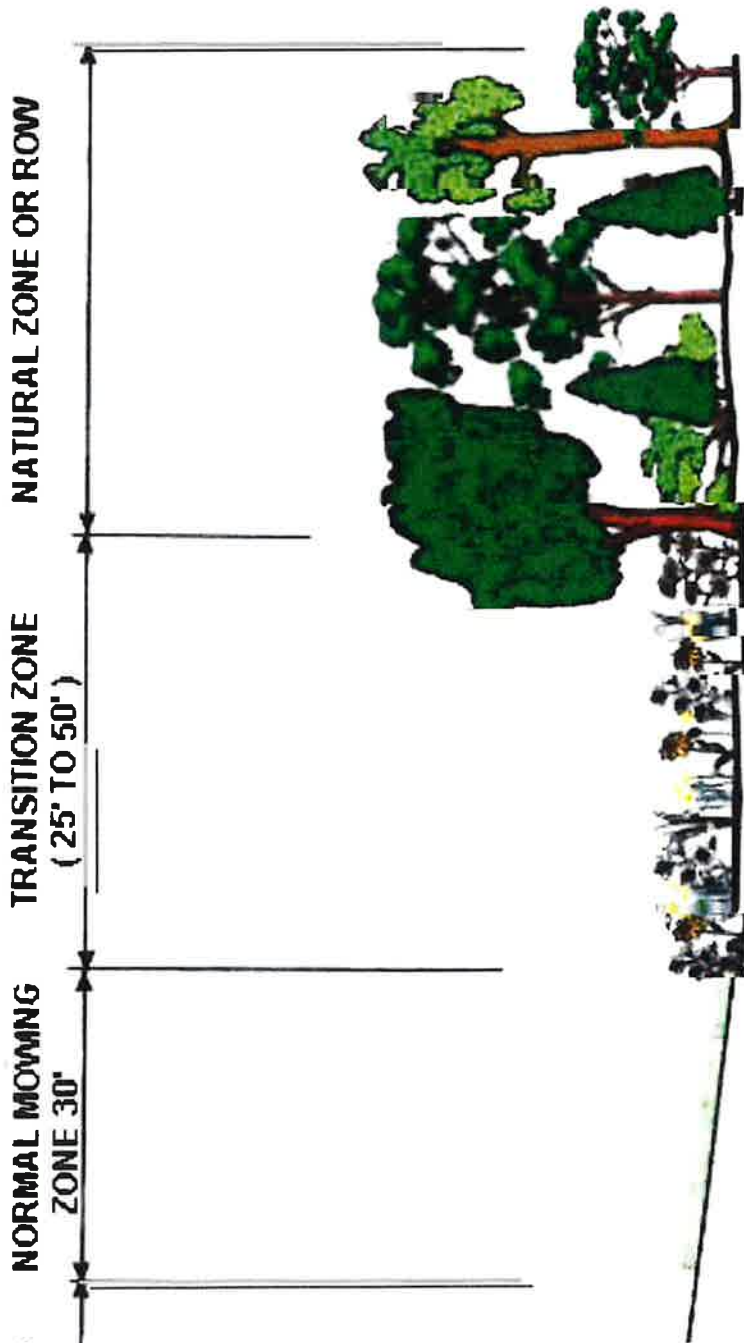 NORMAL MOWING
ZONE 30'
TRANSITION ZONE
( 25' TO 50' )
NATURAL ZONE OR ROW